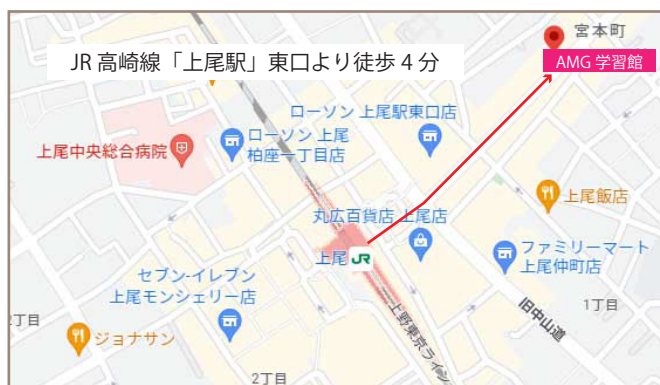 宮本町
JR 高崎線「上尾駅」東口より徒歩 4 分
AMG 学習館
ローソン 上尾駅東口店
ローソン 上尾
柏座一丁目店
上尾中央総合病院
上尾飯店
丸広百貨店 上尾店
上尾 JR
ファミリーマート
上尾仲町店
セブン-イレブン
上尾モンシェリー店
上野東京ライン
旧中山道
1丁目
2丁目
ジョナサン
2丁目